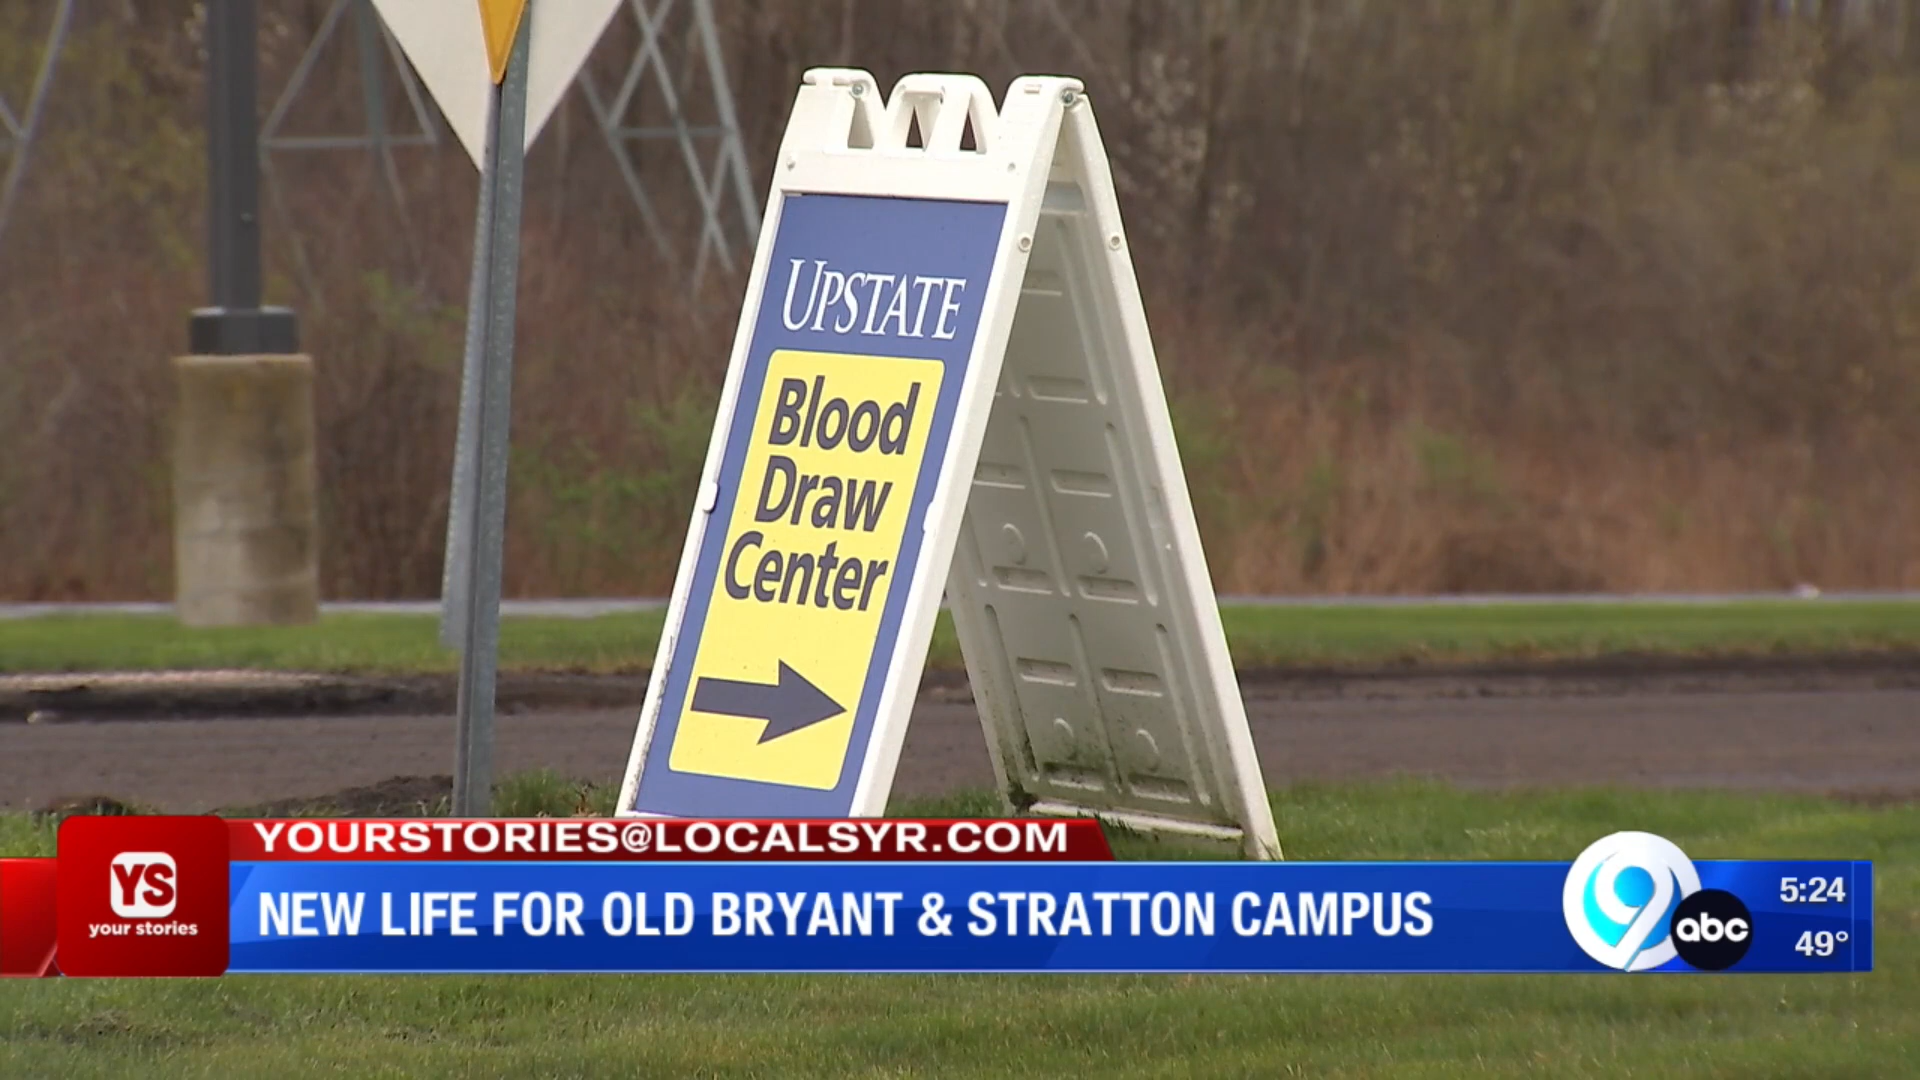 UPSTATE
Blood
Draw
Center
YOURSTORIES@LOCALSYR.COM
YS
your stories
NEW LIFE FOR OLD BRYANT & STRATTON CAMPUS
9
abc
5:24
49°